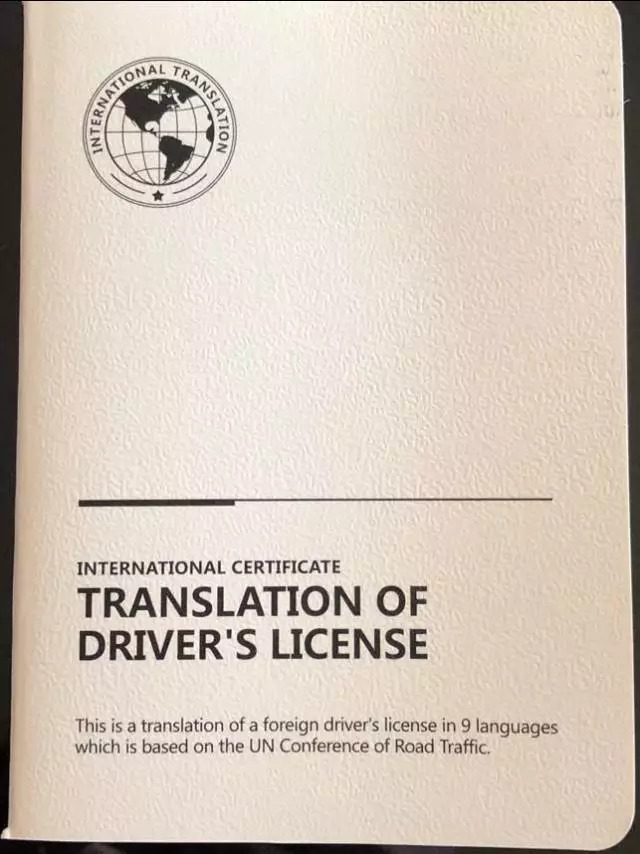 INTERNATIONAL TRANSLATION
INTERNATIONAL CERTIFICATE
TRANSLATION OF
DRIVER'S LICENSE
This is a translation of a foreign driver's license in 9 languages
which is based on the UN Conference of Road Traffic.